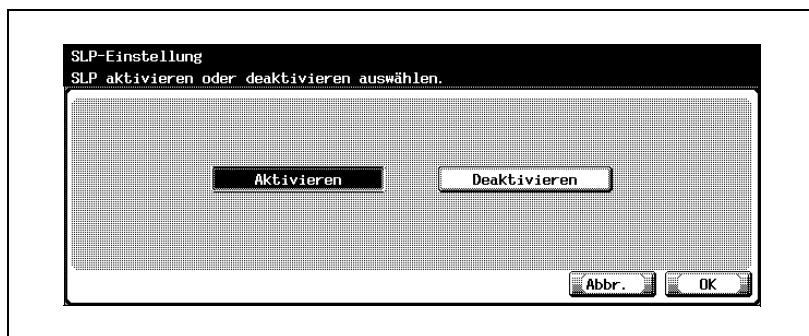 SLP-Einstellung
SLP aktivieren oder deaktivieren auswählen.
Aktivieren Deaktivieren
Abbr. OK